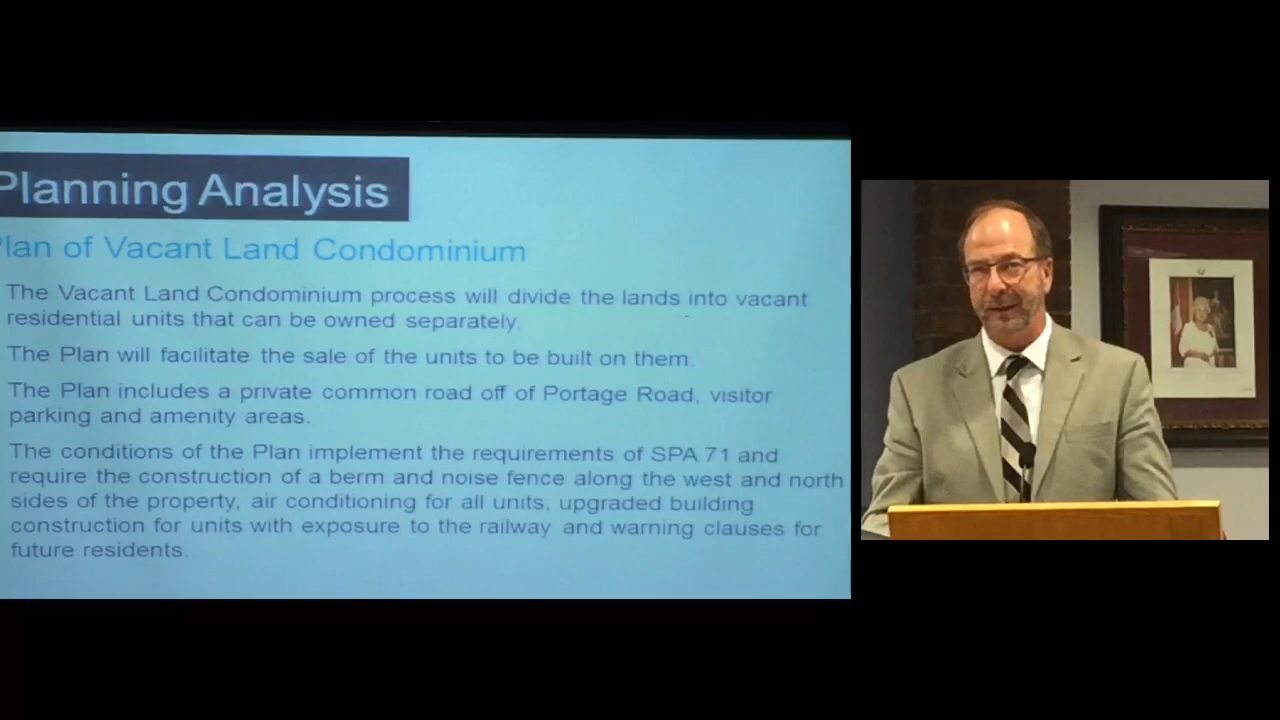 Planning Analysis
Plan of Vacant Land Condominium
The Vacant Land Condominium process will divide the lands into vacant
residential units that can be owned separately.
The Plan will facilitate the sale of the units to be built on them.
The Plan includes a private common road off of Portage Road, visitor
parking and amenity areas.
The conditions of the Plan implement the requirements of SPA 71 and
require the construction of a berm and noise fence along the west and north
sides of the property, air conditioning for all units, upgraded building
construction for units with exposure to the railway and warning clauses for
future residents.